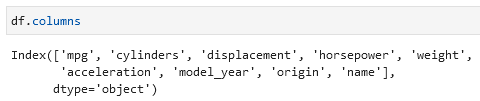 df.columns
Index(['mpg', 'cylinders', 'displacement', 'horsepower', 'weight',
       'acceleration', 'model_year', 'origin', 'name'],
      dtype='object')